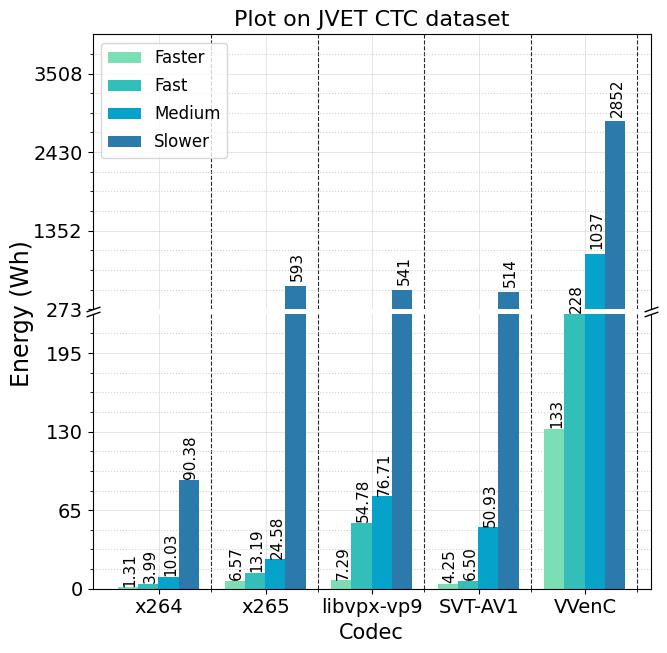 Plot on JVET CTC dataset
Faster
Fast
Medium
Slower
3508
2430
1352
273
195
130
65
0
Energy (Wh)
1.31
3.99
10.03
90.38
6.57
13.19
24.58
593
7.29
54.78
76.71
541
4.25
6.50
50.93
514
133
228
1037
2852
x264
x265
libvpx-vp9
SVT-AV1
VVenC
Codec